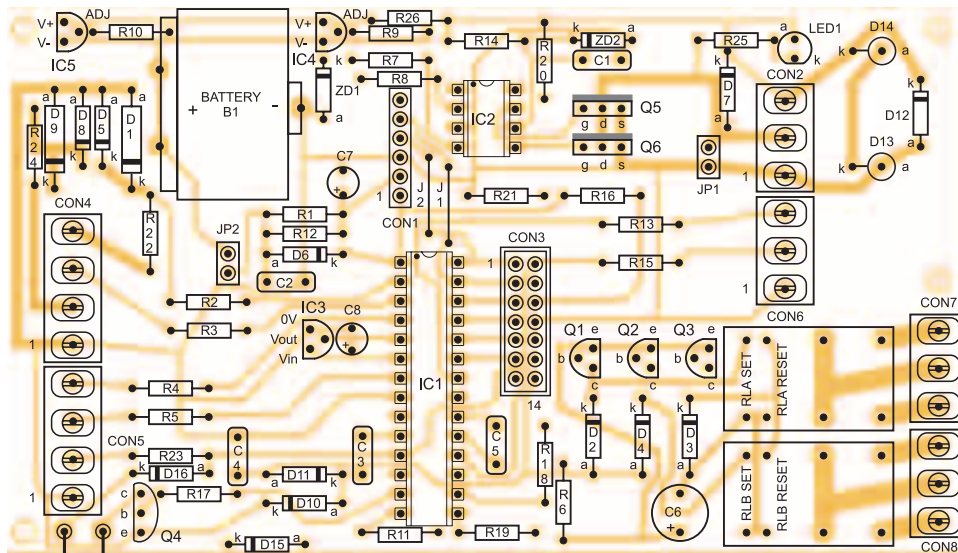 V+
V-
ADJ
IC5
R10
BATTERY
B1
+
-
V+
V-
ADJ
IC4
ZD1
k
a
R26
R9
R7
R8
R14
R20
k
ZD2
a
C1
R25
a
LED1
k
D14
k
a
D7
k
a
CON2
1
k
D12
a
D13
k
a
Q5
g d s
Q6
g d s
JP1
IC2
R24
a
D9
k
a
D8
k
a
D5
k
a
D1
k
R22
C7
+
1
CON1
J2
J1
R21
R16
R13
R15
R1
R12
D6
a
k
C2
JP2
CON4
1
R2
R3
IC3
0V
Vout
Vin
C8
+
IC1
CON3
1
14
Q1
e
b
c
Q2
e
b
c
Q3
e
b
c
CON6
RLA SET
RLA RESET
CON7
R4
R5
CON5
1
R23
k
D16
a
R17
c
b
e
Q4
C4
C3
a
D11
k
k
D10
a
k
D15
a
R11
R19
C5
R18
R6
k
D2
a
k
D4
a
k
D3
a
C6
+
RLB SET
RLB RESET
CON8